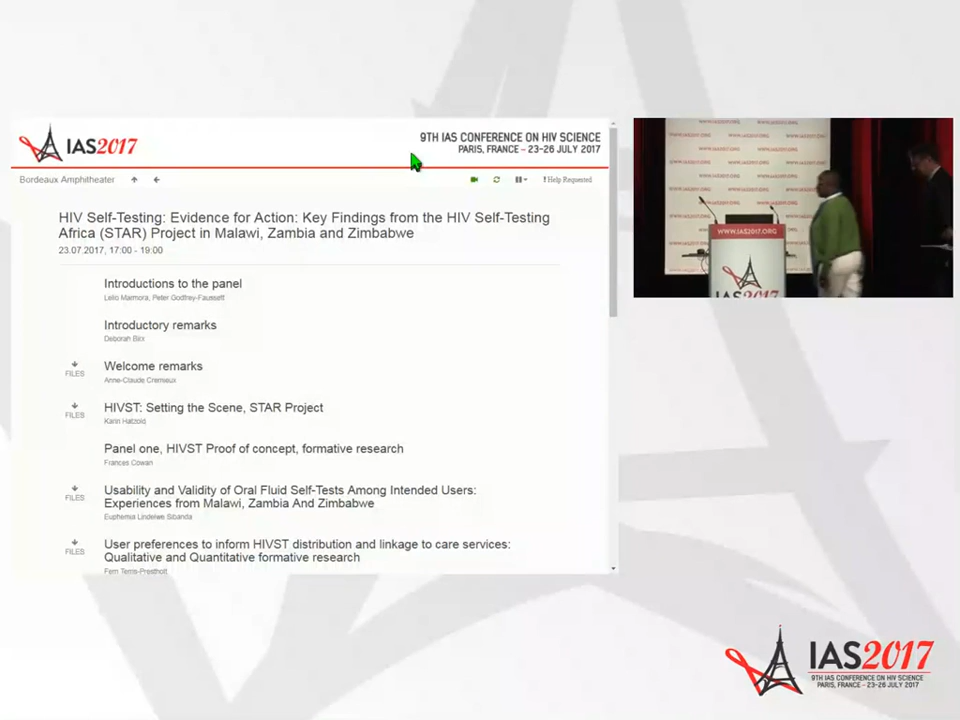 IAS2017
9TH IAS CONFERENCE ON HIV SCIENCE
PARIS, FRANCE – 23-26 JULY 2017
Bordeaux Amphitheater
!Help Requested
HIV Self-Testing: Evidence for Action: Key Findings from the HIV Self-Testing
Africa (STAR) Project in Malawi, Zambia and Zimbabwe
23.07.2017, 17:00 - 19:00
Introductions to the panel
Lelio Marmora, Peter Godfrey-Faussett
Introductory remarks
Deborah Birx
Welcome remarks
FILES
Anne-Claude Cremieux
HIVST: Setting the Scene, STAR Project
FILES
Karin Hatzold
Panel one, HIVST Proof of concept, formative research
Frances Cowan
Usability and Validity of Oral Fluid Self-Tests Among Intended Users:
FILES
Experiences from Malawi, Zambia And Zimbabwe
Euphemia Lindelwe Sibanda
User preferences to inform HIVST distribution and linkage to care services:
FILES
Qualitative and Quantitative formative research
Fern Terris-Prestholt
WWW.IAS2017.ORG
IAS2017
IAS2017
9TH IAS CONFERENCE ON HIV SCIENCE
PARIS, FRANCE – 23-26 JULY 2017